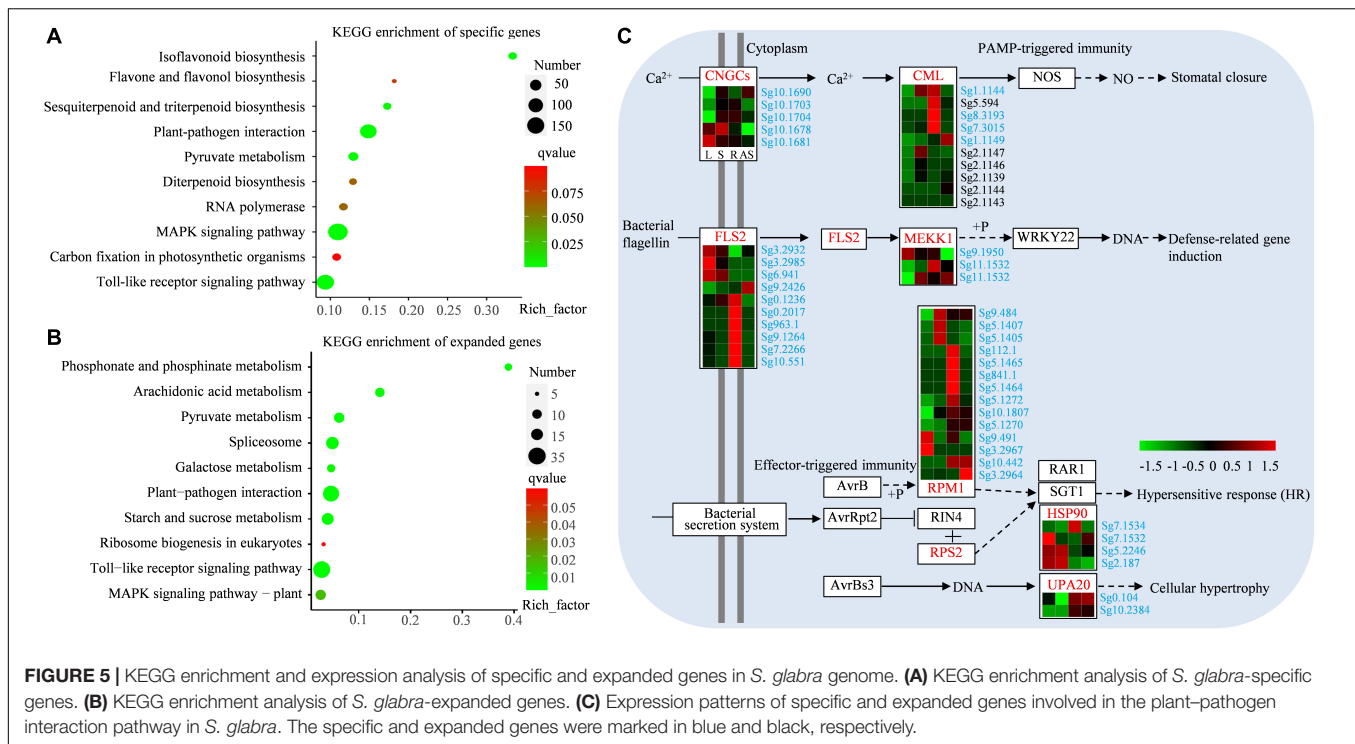 A
KEGG enrichment of specific genes
Isoflavonoid biosynthesis
Flavone and flavonol biosynthesis
Sesquiterpenoid and triterpenoid biosynthesis
Plant-pathogen interaction
Pyruvate metabolism
Diterpenoid biosynthesis
RNA polymerase
MAPK signaling pathway
Carbon fixation in photosynthetic organisms
Toll-like receptor signaling pathway
Number
50
100
150
qvalue
0.075
0.050
0.025
0.10 0.15 0.20 0.25 0.30
Rich_factor
B
KEGG enrichment of expanded genes
Phosphonate and phosphinate metabolism
Arachidonic acid metabolism
Pyruvate metabolism
Spliceosome
Galactose metabolism
Plant−pathogen interaction
Starch and sucrose metabolism
Ribosome biogenesis in eukaryotes
Toll−like receptor signaling pathway
MAPK signaling pathway − plant
Number
5
10
15
35
qvalue
0.05
0.04
0.03
0.02
0.01
0.1 0.2 0.3 0.4
Rich_factor
C
Cytoplasm
PAMP-triggered immunity
Ca²⁺
CNGCs
Sg10.1690
Sg10.1703
Sg10.1704
Sg10.1678
Sg10.1681
L S R AS
Ca²⁺
CML
Sg1.1144
Sg5.594
Sg8.3193
Sg7.3015
Sg1.1149
Sg2.1147
Sg2.1146
Sg2.1139
Sg2.1144
Sg2.1143
NOS
NO
Stomatal closure
Bacterial
flagellin
FLS2
Sg3.2932
Sg3.2985
Sg6.941
Sg9.2426
Sg0.1236
Sg0.2017
Sg963.1
Sg9.1264
Sg7.2266
Sg10.551
FLS2
MEKK1
Sg9.1950
Sg11.1532
Sg11.1532
+P
WRKY22
DNA
Defense-related gene
induction
Sg9.484
Sg5.1407
Sg5.1405
Sg112.1
Sg5.1465
Sg841.1
Sg5.1464
Sg5.1272
Sg10.1807
Sg5.1270
Sg9.491
Sg3.2967
Sg10.442
Sg3.2964
RPM1
Effector-triggered immunity
AvrB
+P
Bacterial
secretion system
AvrRpt2
RIN4
+
RPS2
-1.5 -1.0 -0.5 0 0.5 1.0 1.5
RAR1
SGT1
Hypersensitive response (HR)
HSP90
Sg7.1534
Sg7.1532
Sg5.2246
Sg2.187
AvrBs3
DNA
UPA20
Sg0.104
Sg10.2384
Cellular hypertrophy
FIGURE 5 | KEGG enrichment and expression analysis of specific and expanded genes in S. glabra genome. (A) KEGG enrichment analysis of S. glabra-specific
genes. (B) KEGG enrichment analysis of S. glabra-expanded genes. (C) Expression patterns of specific and expanded genes involved in the plant–pathogen
interaction pathway in S. glabra. The specific and expanded genes were marked in blue and black, respectively.